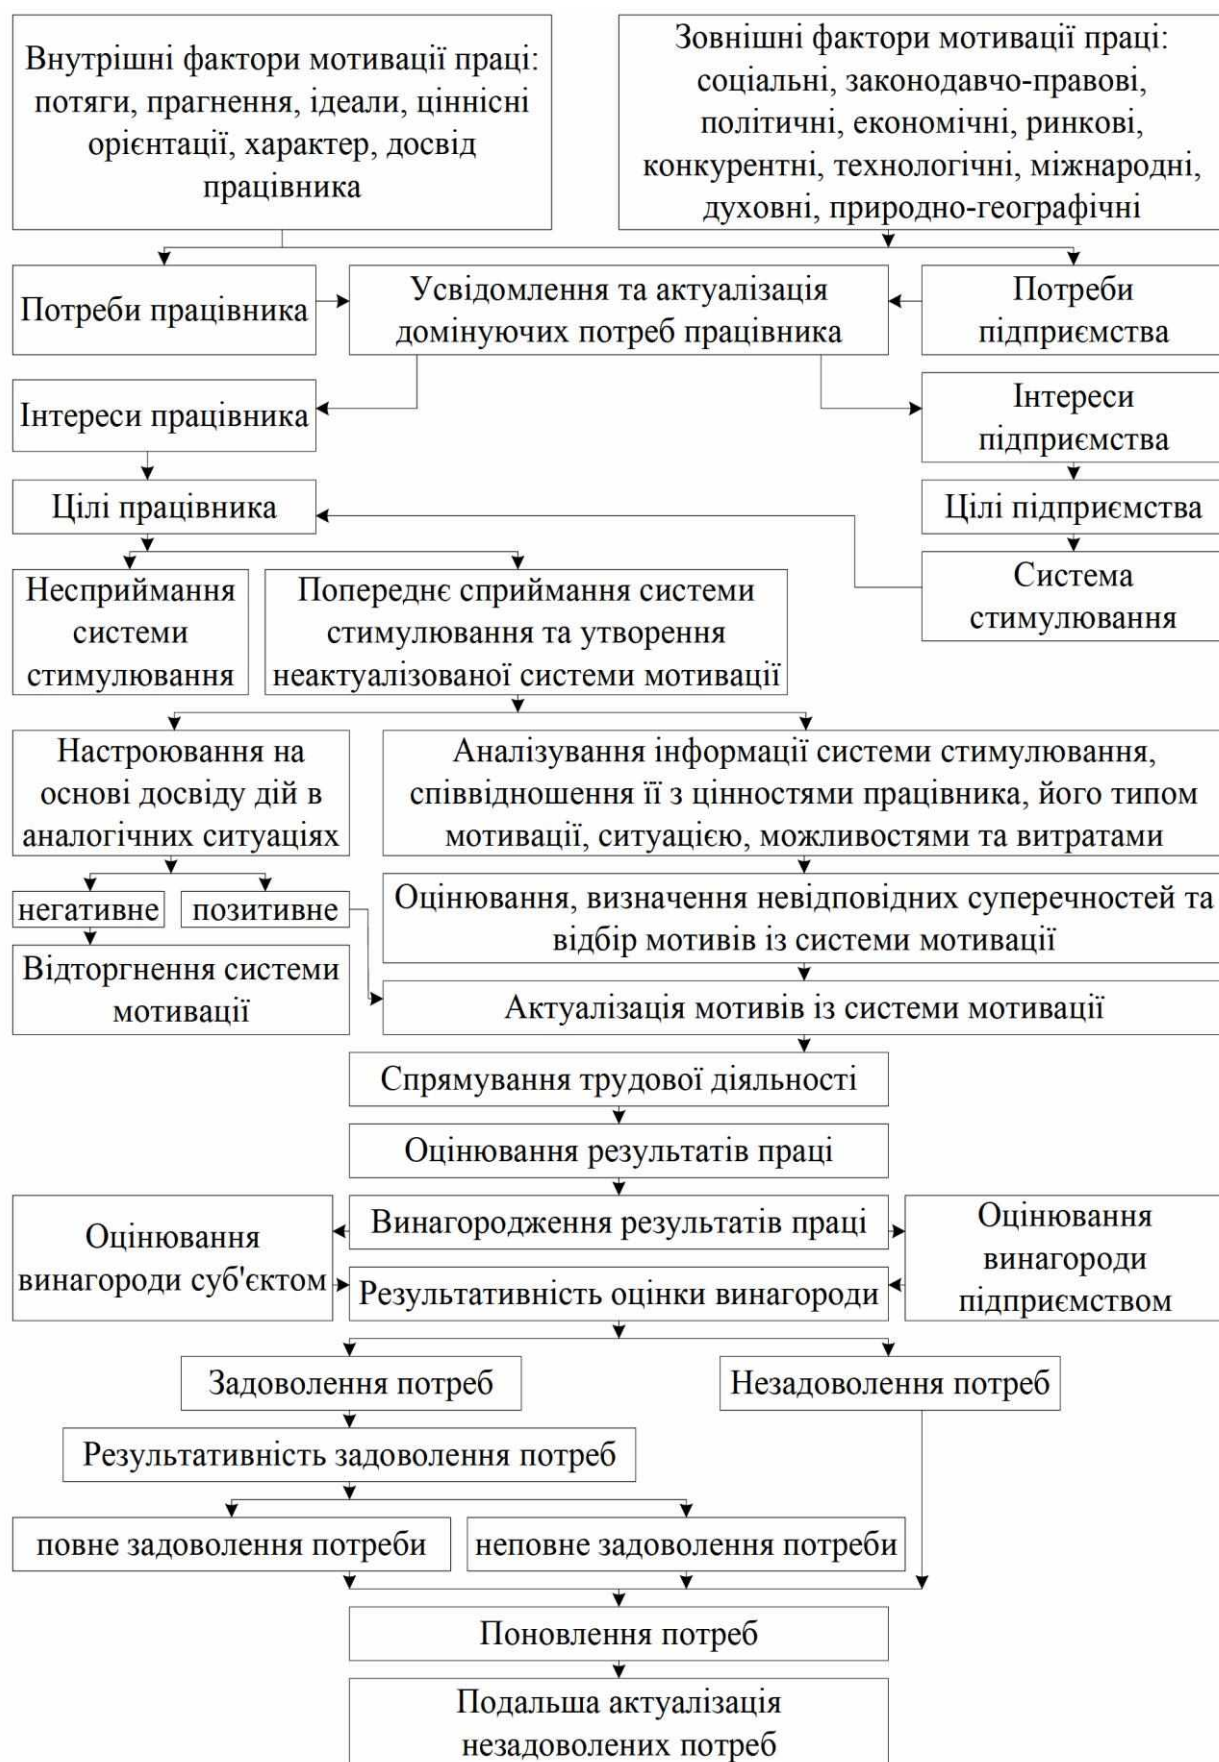 Внутрішні фактори мотивації праці:
потяги, прагнення, ідеали, ціннісні
орієнтації, характер, досвід
працівника
Зовнішні фактори мотивації праці:
соціальні, законодавчо-правові,
політичні, економічні, ринкові,
конкурентні, технологічні, міжнародні,
духовні, природно-географічні
Потреби працівника
Усвідомлення та актуалізація
домінуючих потреб працівника
Потреби
підприємства
Інтереси працівника
Інтереси
підприємства
Цілі працівника
Цілі підприємства
Несприймання
системи
стимулювання
Попереднє сприймання системи
стимулювання та утворення
неактуалізованої системи мотивації
Система
стимулювання
Настроювання на
основі досвіду дій в
аналогічних ситуаціях
Аналізування інформації системи стимулювання,
співвідношення її з цінностями працівника, його типом
мотивації, ситуацією, можливостями та витратами
негативне
позитивне
Оцінювання, визначення невідповідних суперечностей та
відбір мотивів із системи мотивації
Відторгнення системи
мотивації
Актуалізація мотивів із системи мотивації
Спрямування трудової діяльності
Оцінювання результатів праці
Винагородження результатів праці
Оцінювання
винагороди суб'єктом
Оцінювання
винагороди
підприємством
Результативність оцінки винагороди
Задоволення потреб
Незадоволення потреб
Результативність задоволення потреб
повне задоволення потреби
неповне задоволення потреби
Поновлення потреб
Подальша актуалізація
незадоволених потреб